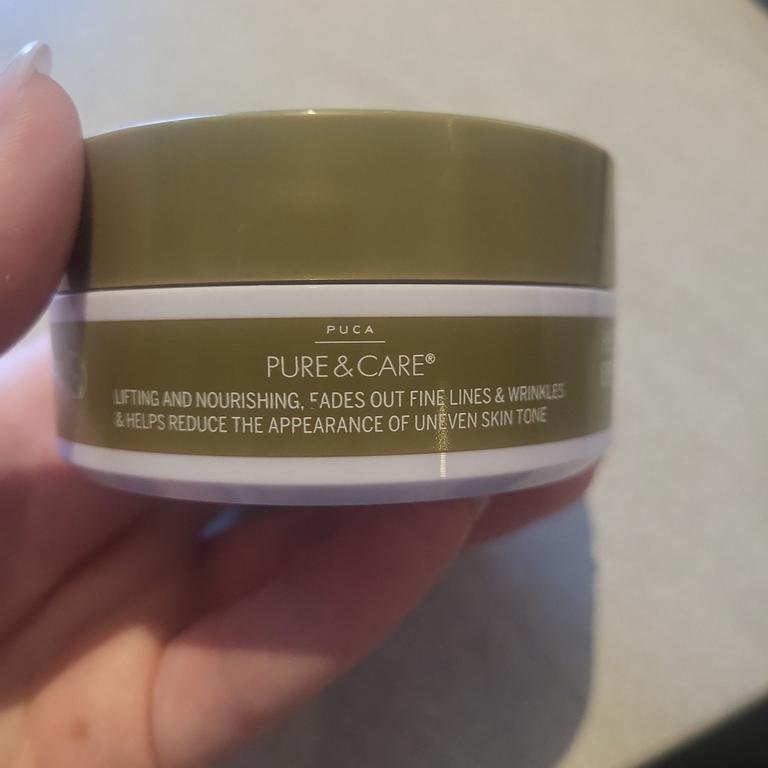 PUCA
PURE & CARE®
LIFTING AND NOURISHING, FADES OUT FINE LINES & WRINKLES
& HELPS REDUCE THE APPEARANCE OF UNEVEN SKIN TONE